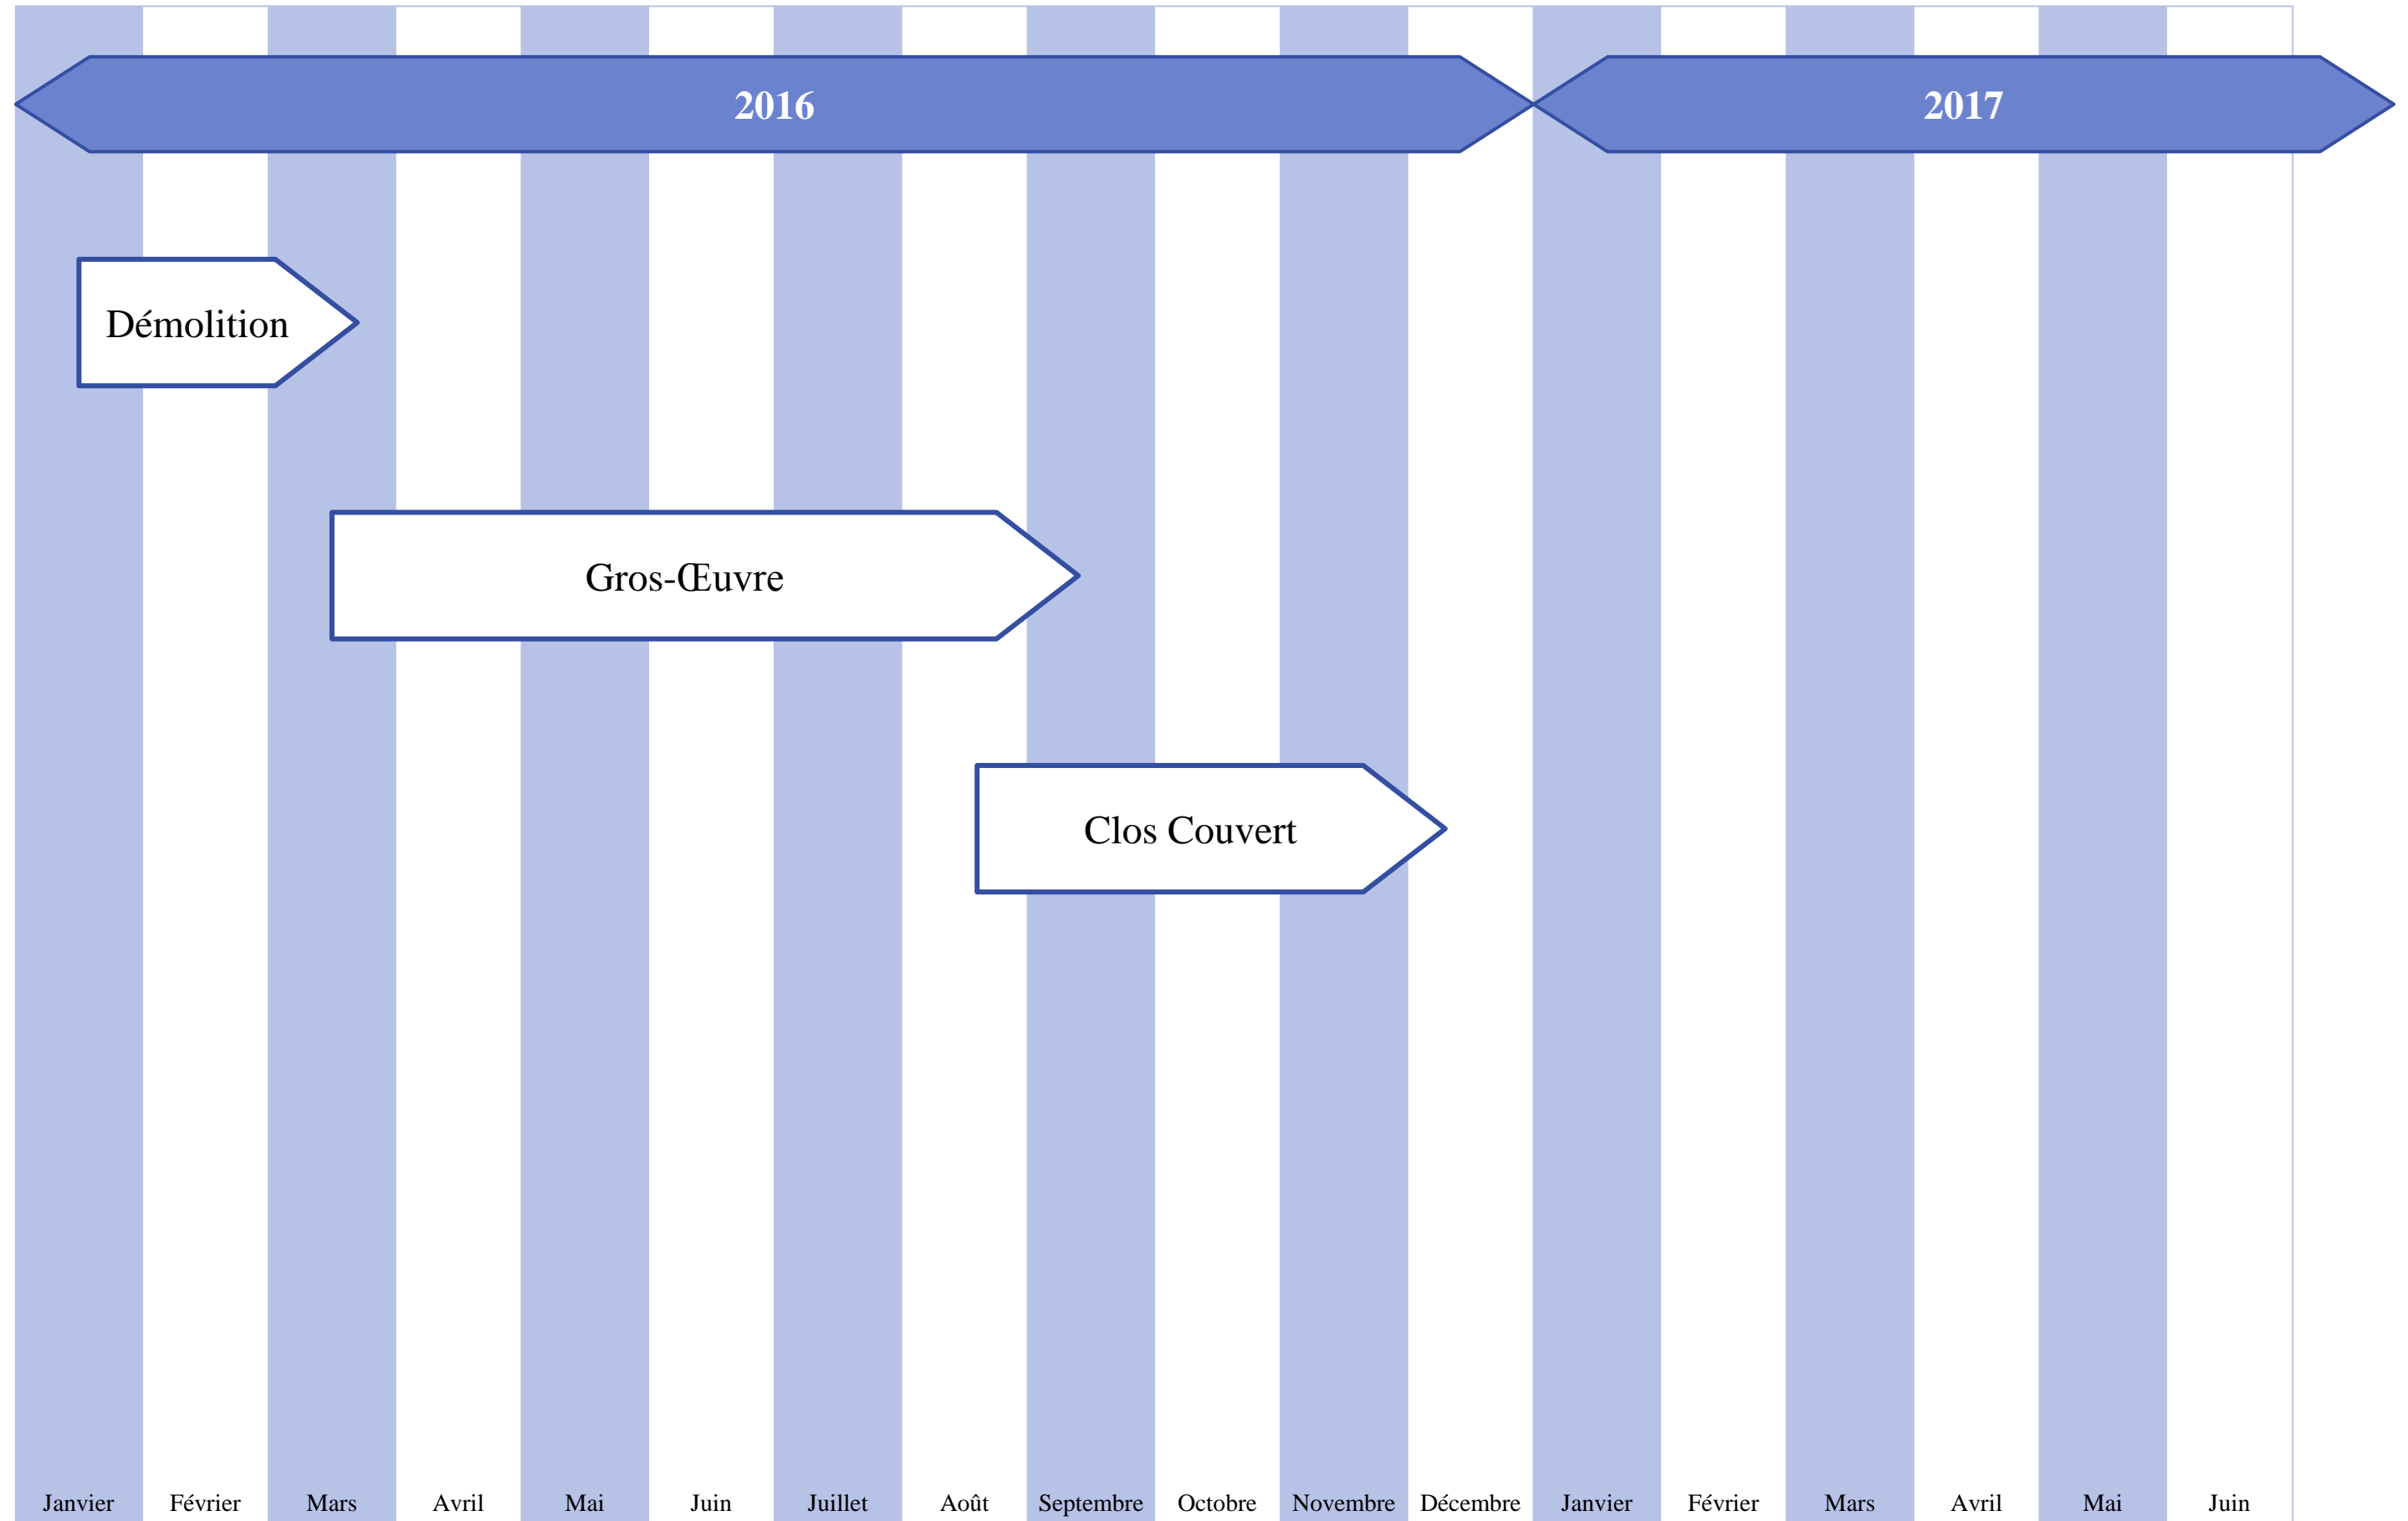 2016
2017
Démolition
Gros-Œuvre
Clos Couvert
Janvier Février Mars Avril Mai Juin Juillet Août Septembre Octobre Novembre Décembre Janvier Février Mars Avril Mai Juin